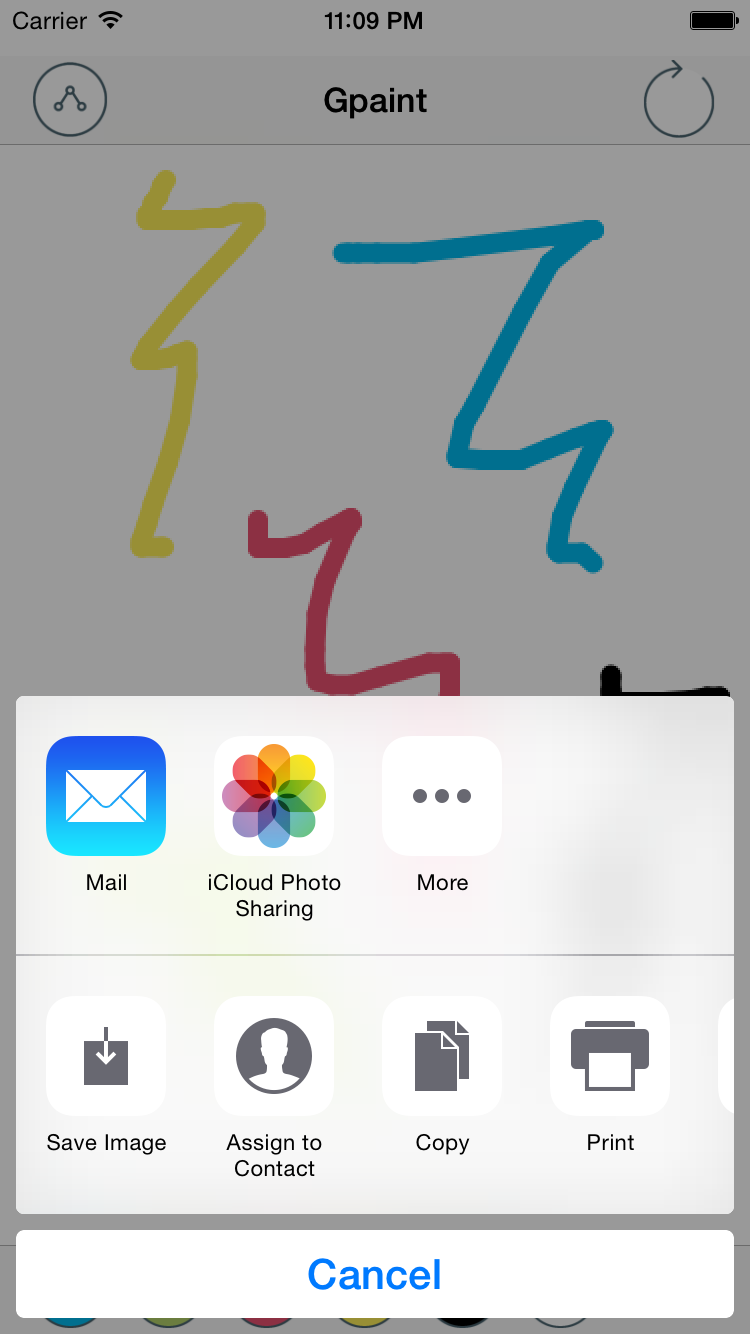 Carrier 11:09 PM
Gpaint
Mail
iCloud Photo
Sharing
More
Save Image
Assign to
Contact
Copy
Print
Cancel